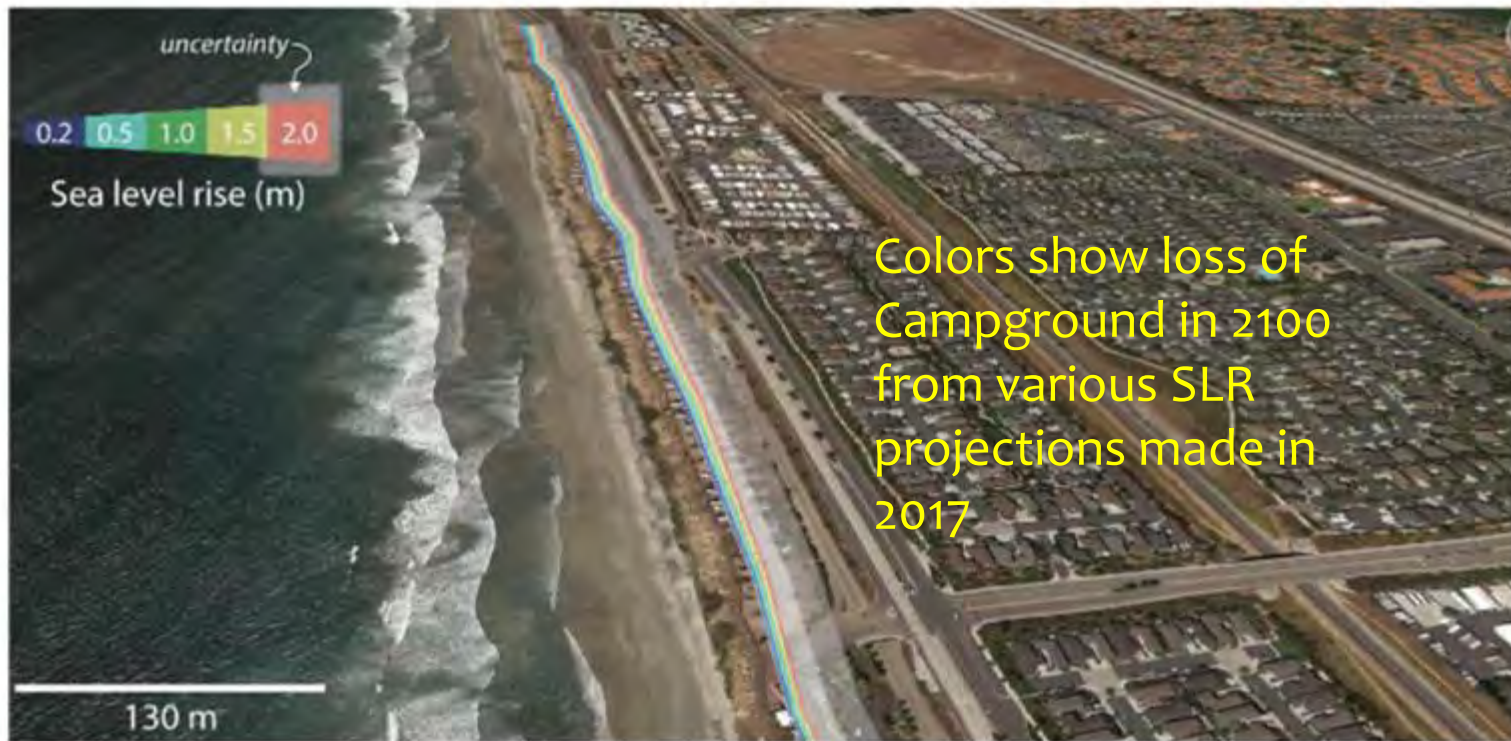 uncertainty
0.2 0.5 1.0 1.5 2.0
Sea level rise (m)
Colors show loss of
Campground in 2100
from various SLR
projections made in
2017
130 m